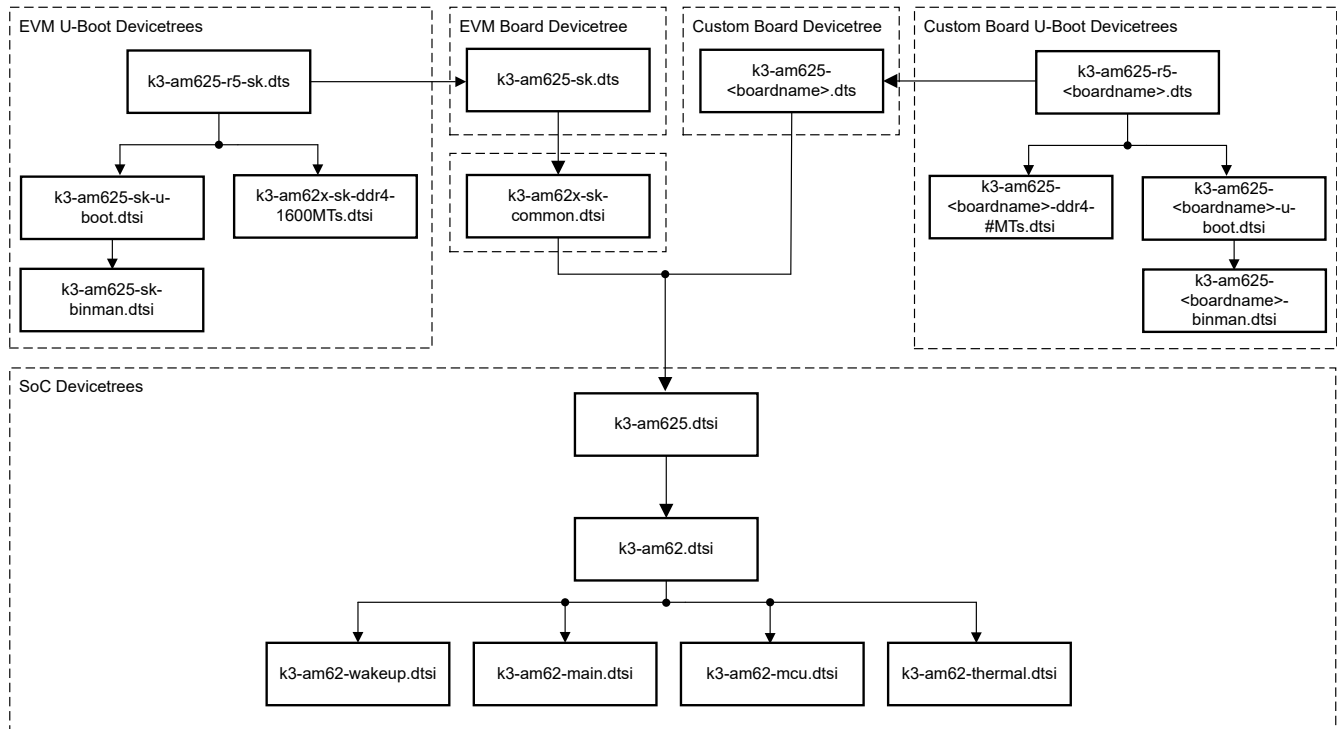 EVM U-Boot Devicetrees
EVM Board Devicetree
Custom Board Devicetree
Custom Board U-Boot Devicetrees
k3-am625-r5-sk.dts
k3-am625-sk.dts
k3-am625-
<boardname>.dts
k3-am625-r5-
<boardname>.dts
k3-am625-sk-u-
boot.dtsi
k3-am62x-sk-ddr4-
1600MTs.dtsi
k3-am62x-sk-
common.dtsi
k3-am625-
<boardname>-ddr4-
#MTs.dtsi
k3-am625-
<boardname>-u-
boot.dtsi
k3-am625-sk-
binman.dtsi
k3-am625-
<boardname>-
binman.dtsi
SoC Devicetrees
k3-am625.dtsi
k3-am62.dtsi
k3-am62-wakeup.dtsi
k3-am62-main.dtsi
k3-am62-mcu.dtsi
k3-am62-thermal.dtsi